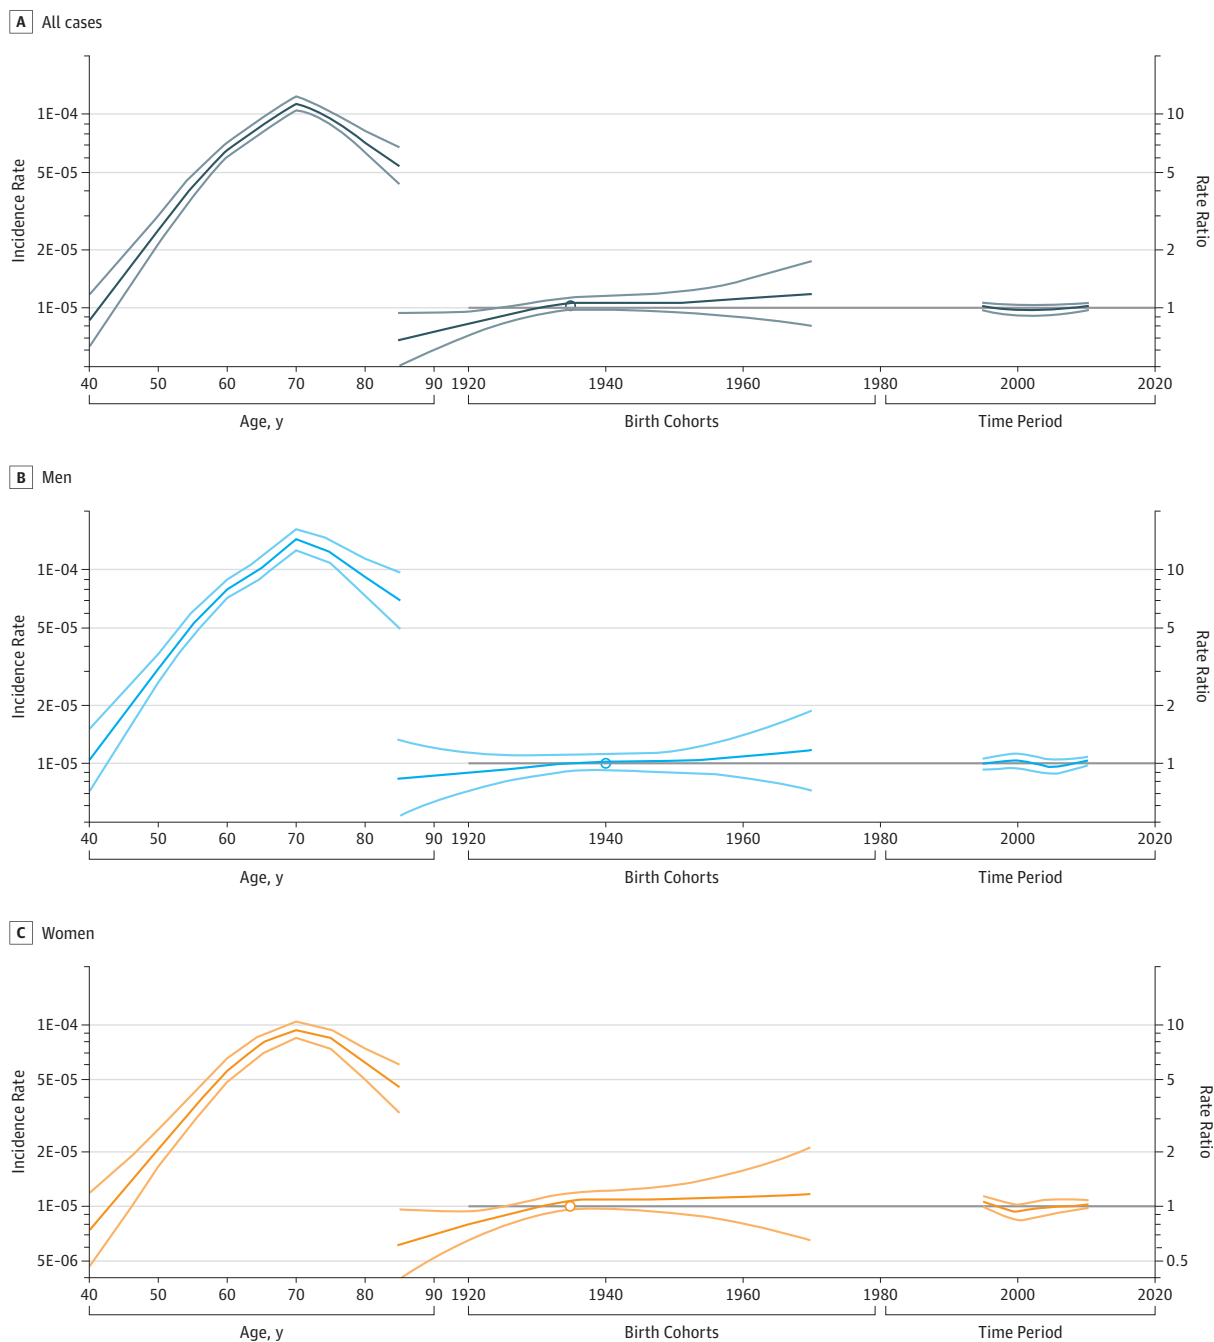 A All cases
1E–04
5E–05
2E–05
1E–05
Incidence Rate
10
5
2
1
Rate Ratio
40 50 60 70 80 90 1920 1940 1960 1980 2000 2020
Age, y Birth Cohorts Time Period
B Men
1E–04
5E–05
2E–05
1E–05
Incidence Rate
10
5
2
1
Rate Ratio
40 50 60 70 80 90 1920 1940 1960 1980 2000 2020
Age, y Birth Cohorts Time Period
C Women
1E–04
5E–05
2E–05
1E–05
5E–06
Incidence Rate
10
5
2
1
0.5
Rate Ratio
40 50 60 70 80 90 1920 1940 1960 1980 2000 2020
Age, y Birth Cohorts Time Period